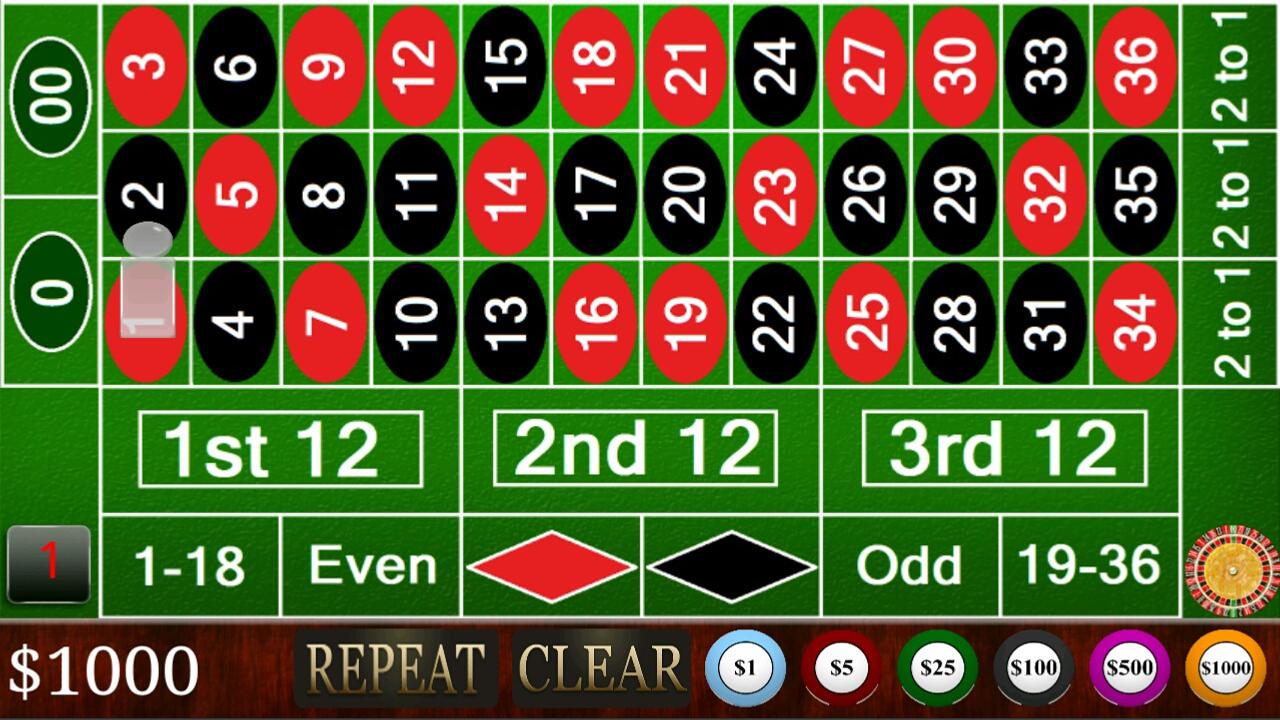 00 3 6 9 12 15 18 21 24 27 30 33 36 2 to 1
2 5 8 11 14 17 20 23 26 29 32 35 2 to 1
0 1 4 7 10 13 16 19 22 25 28 31 34 2 to 1
1st 12 2nd 12 3rd 12
1 1-18 Even Odd 19-36
$1000 REPEAT CLEAR $1 $5 $25 $100 $500 $1000